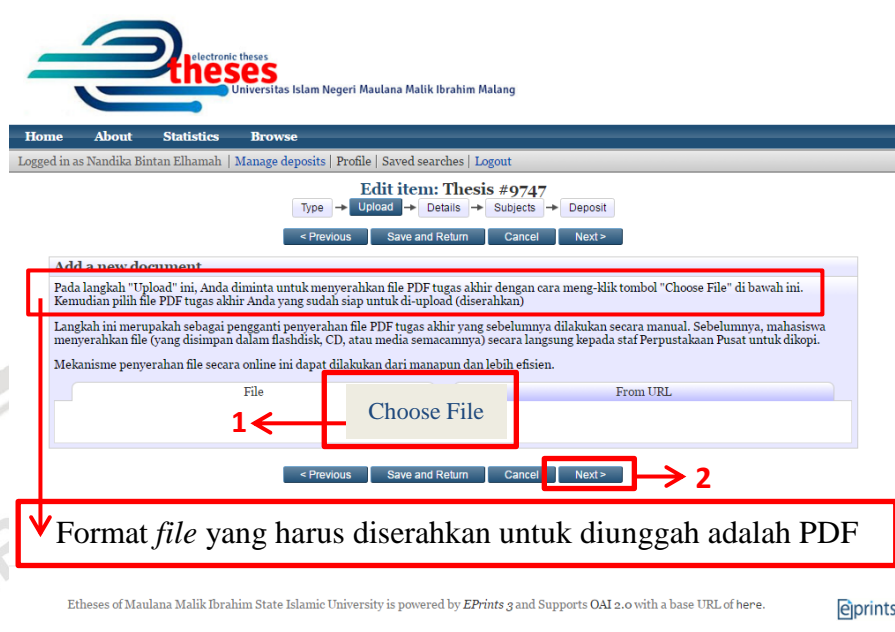 electronic theses
theses
Universitas Islam Negeri Maulana Malik Ibrahim Malang
Home About Statistics Browse
Logged in as Nandika Bintan Elhamah | Manage deposits | Profile | Saved searches | Logout
Edit item: Thesis #9747
Type → Upload → Details → Subjects → Deposit
< Previous Save and Return Cancel Next >
Add a new document
Pada langkah "Upload" ini, Anda diminta untuk menyerahkan file PDF tugas akhir dengan cara meng-klik tombol "Choose File" di bawah ini.
Kemudian pilih file PDF tugas akhir Anda yang sudah siap untuk di-upload (diserahkan)
Langkah ini merupakah sebagai pengganti penyerahan file PDF tugas akhir yang sebelumnya dilakukan secara manual. Sebelumnya, mahasiswa
menyerahkan file (yang disimpan dalam flashdisk, CD, atau media semacamnya) secara langsung kepada staf Perpustakaan Pusat untuk dikopi.
Mekanisme penyerahan file secara online ini dapat dilakukan dari manapun dan lebih efisien.
File From URL
Choose File
1
< Previous Save and Return Cancel Next >
2
Format file yang harus diserahkan untuk diunggah adalah PDF
Etheses of Maulana Malik Ibrahim State Islamic University is powered by EPrints 3 and Supports OAI 2.0 with a base URL of here.
eprints